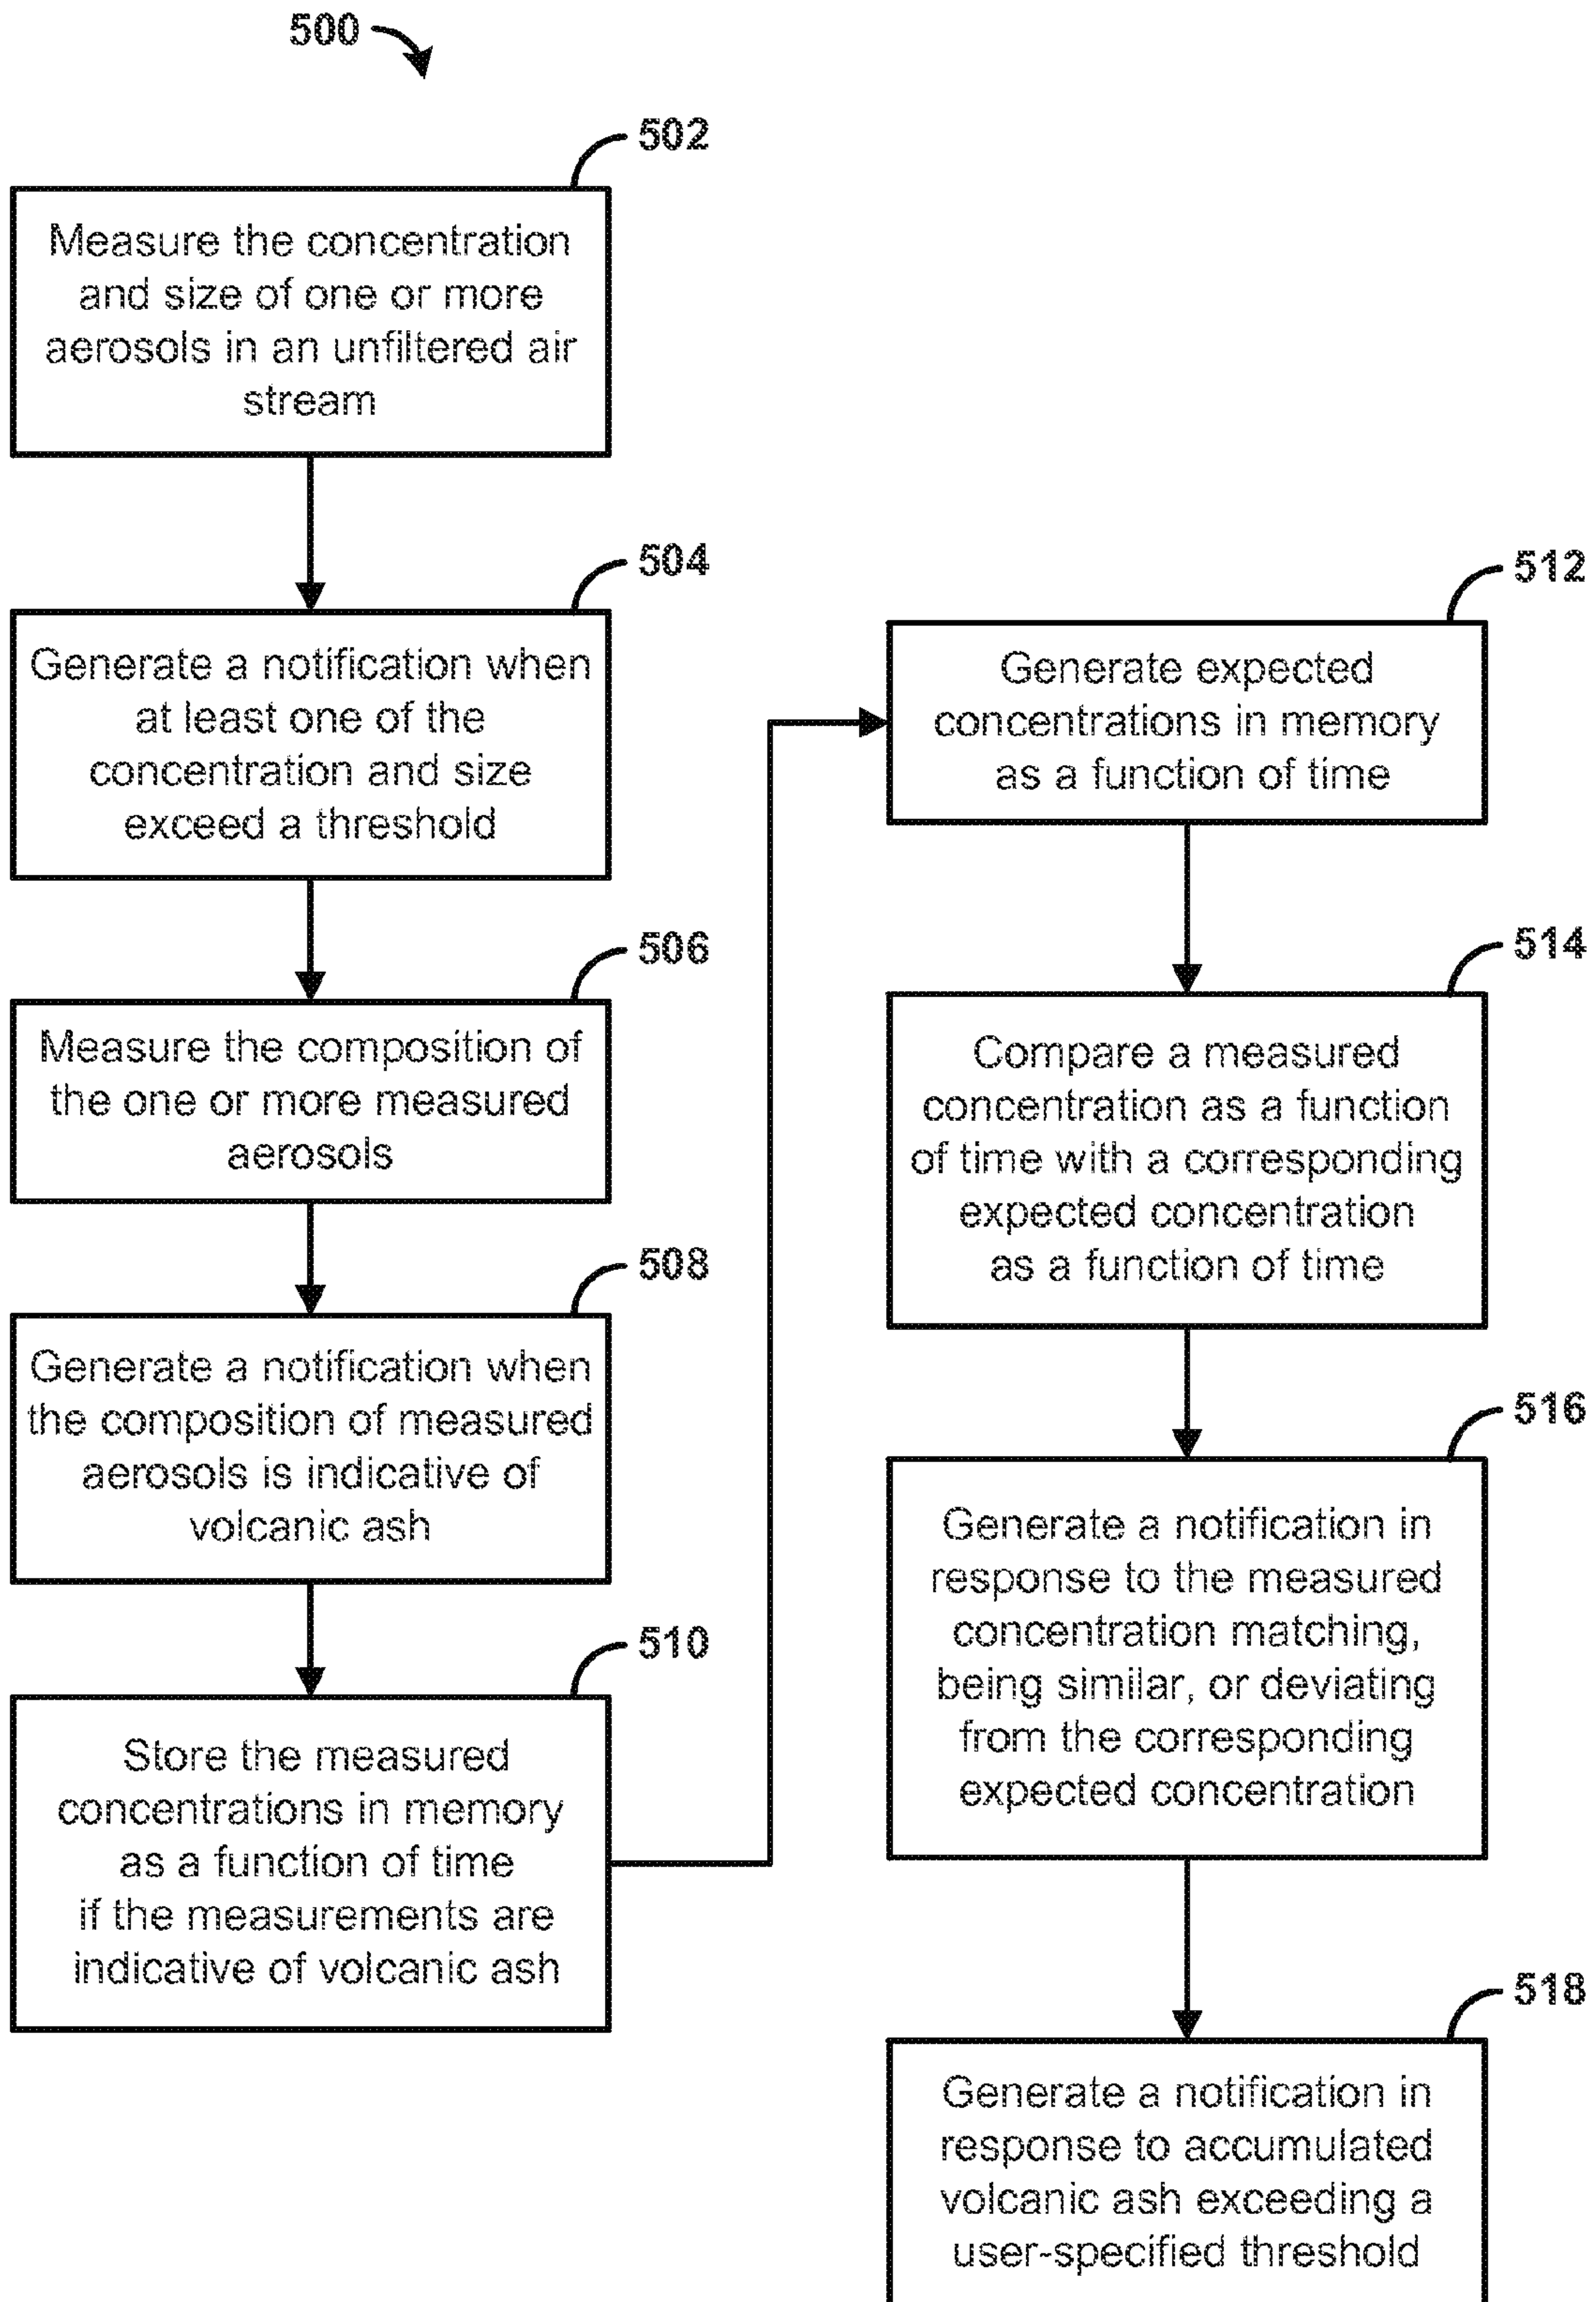 500
502
Measure the concentration
and size of one or more
aerosols in an unfiltered air
stream
504
Generate a notification when
at least one of the
concentration and size
exceed a threshold
506
Measure the composition of
the one or more measured
aerosols
508
Generate a notification when
the composition of measured
aerosols is indicative of
volcanic ash
510
Store the measured
concentrations in memory
as a function of time
if the measurements are
indicative of volcanic ash
512
Generate expected
concentrations in memory
as a function of time
514
Compare a measured
concentration as a function
of time with a corresponding
expected concentration
as a function of time
516
Generate a notification in
response to the measured
concentration matching,
being similar, or deviating
from the corresponding
expected concentration
518
Generate a notification in
response to accumulated
volcanic ash exceeding a
user-specified threshold